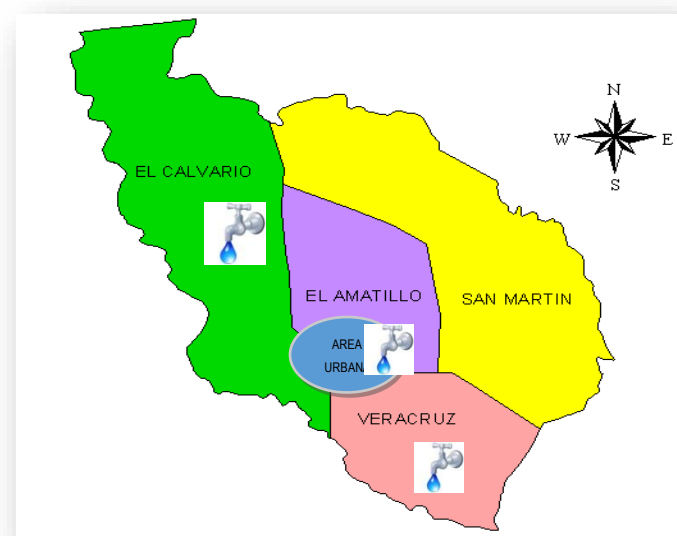 N
W E
S
EL CALVARIO
EL AMATILLO
SAN MARTIN
AREA
URBAN
VERACRUZ